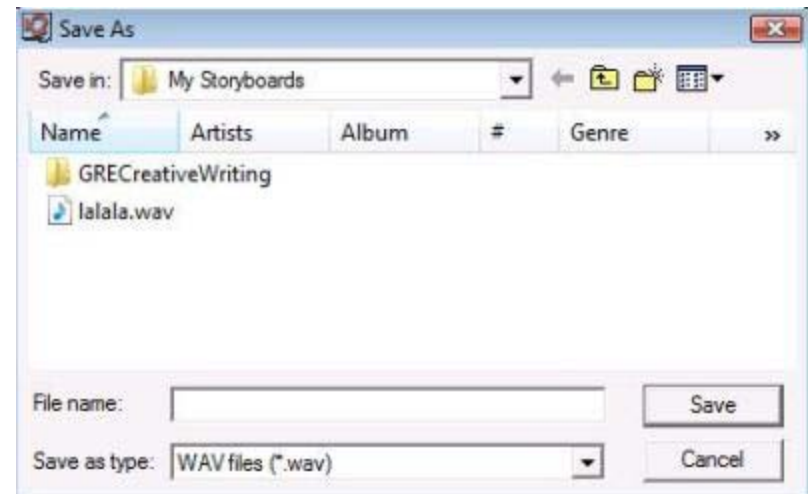 Save As
Save in: My Storyboards
Name Artists Album # Genre »
GRECreativeWriting
lalala.wav
File name: Save
Save as type: WAV files (*.wav) Cancel